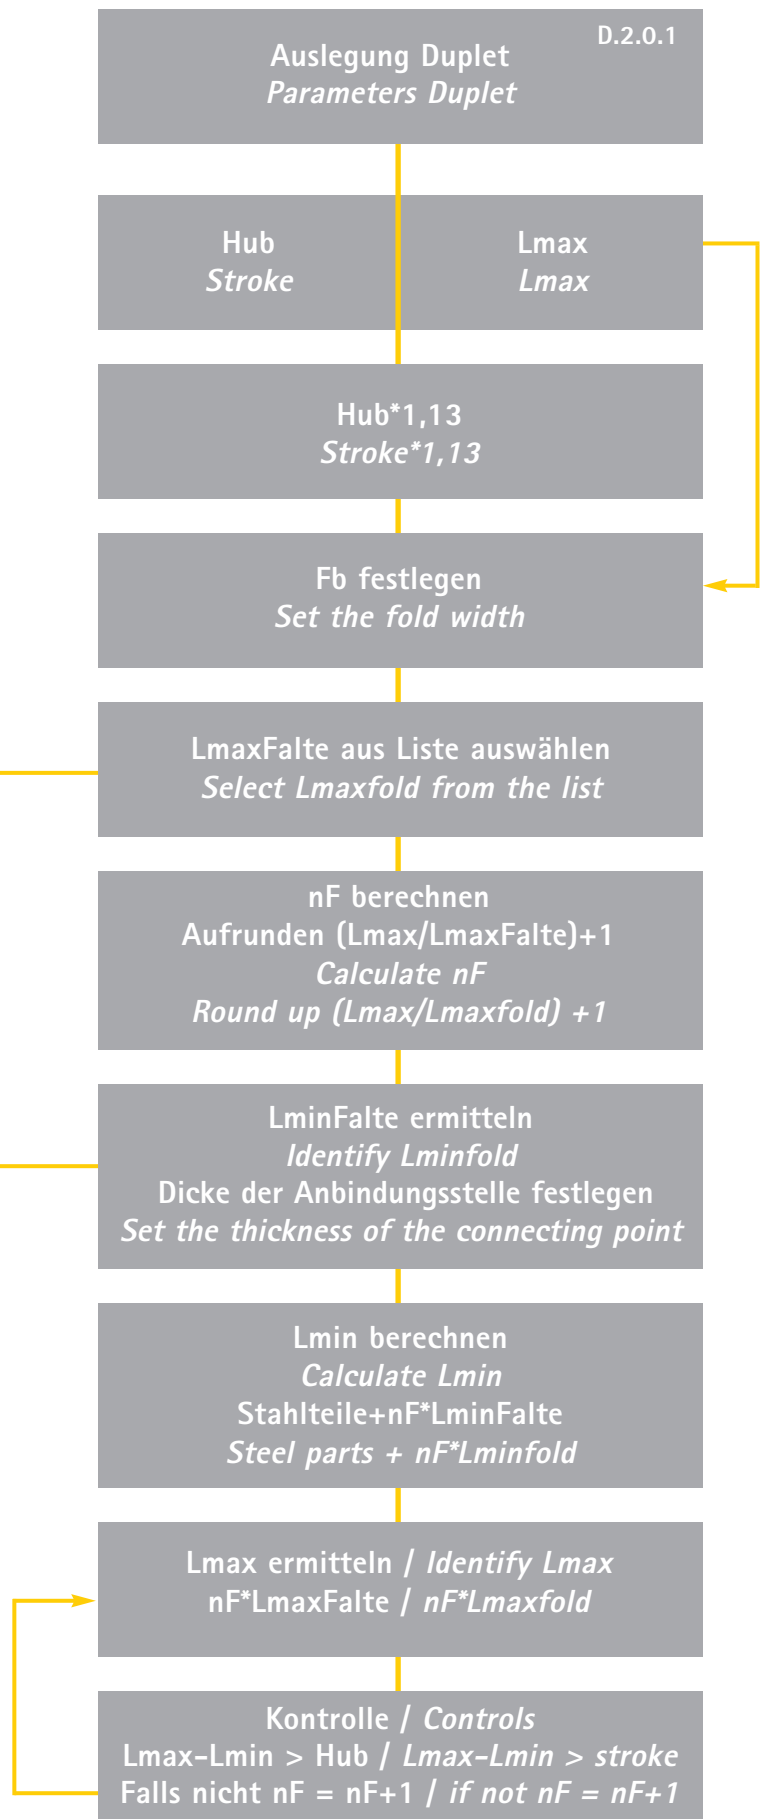 D.2.0.1
Auslegung Duplet
Parameters Duplet
Hub
Stroke
Lmax
Lmax
Hub*1,13
Stroke*1,13
Fb festlegen
Set the fold width
LmaxFalte aus Liste auswählen
Select Lmaxfold from the list
nF berechnen
Aufrunden (Lmax/LmaxFalte)+1
Calculate nF
Round up (Lmax/Lmaxfold) +1
LminFalte ermitteln
Identify Lminfold
Dicke der Anbindungsstelle festlegen
Set the thickness of the connecting point
Lmin berechnen
Calculate Lmin
Stahlteile+nF*LminFalte
Steel parts + nF*Lminfold
Lmax ermitteln / Identify Lmax
nF*LmaxFalte / nF*Lmaxfold
Kontrolle / Controls
Lmax-Lmin > Hub / Lmax-Lmin > stroke
Falls nicht nF = nF+1 / if not nF = nF+1